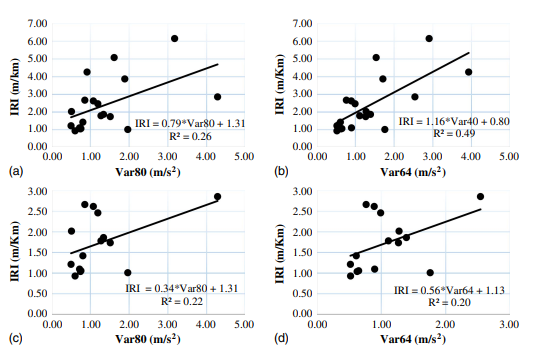 7.00
6.00
5.00
4.00
3.00
2.00
1.00
0.00
IRI (m/km)
IRI = 0.79*Var80 + 1.31
R² = 0.26
0.00 1.00 2.00 3.00 4.00 5.00
(a) Var80 (m/s²)
7.00
6.00
5.00
4.00
3.00
2.00
1.00
0.00
IRI (m/Km)
IRI = 1.16*Var40 + 0.80
R² = 0.49
0.00 1.00 2.00 3.00 4.00 5.00
(b) Var64 (m/s²)
3.00
2.50
2.00
1.50
1.00
0.50
0.00
IRI (m/Km)
IRI = 0.34*Var80 + 1.31
R² = 0.22
0.00 1.00 2.00 3.00 4.00 5.00
(c) Var80 (m/s²)
3.00
2.50
2.00
1.50
1.00
0.50
0.00
IRI (m/Km)
IRI = 0.56*Var64 + 1.13
R² = 0.20
0.00 1.00 2.00 3.00
(d) Var64 (m/s²)